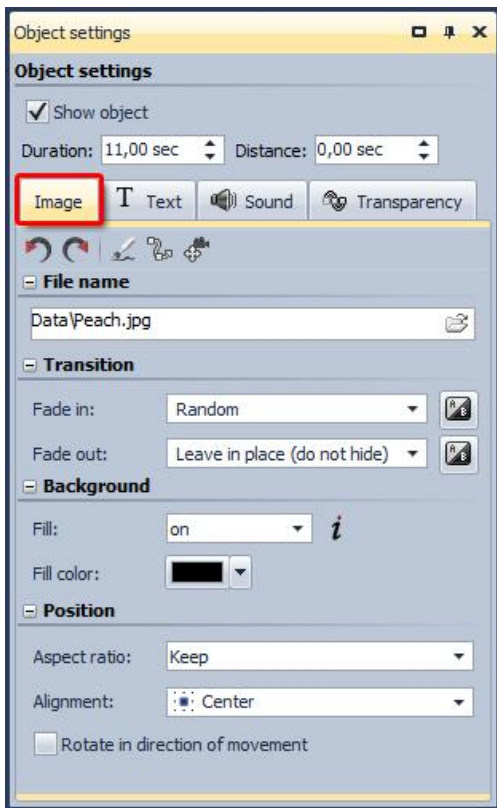 Object settings
Object settings
Show object
Duration: 11,00 sec Distance: 0,00 sec
Image T Text Sound Transparency
File name
Data\Peach.jpg
Transition
Fade in: Random
Fade out: Leave in place (do not hide)
Background
Fill: on i
Fill color:
Position
Aspect ratio: Keep
Alignment: Center
Rotate in direction of movement